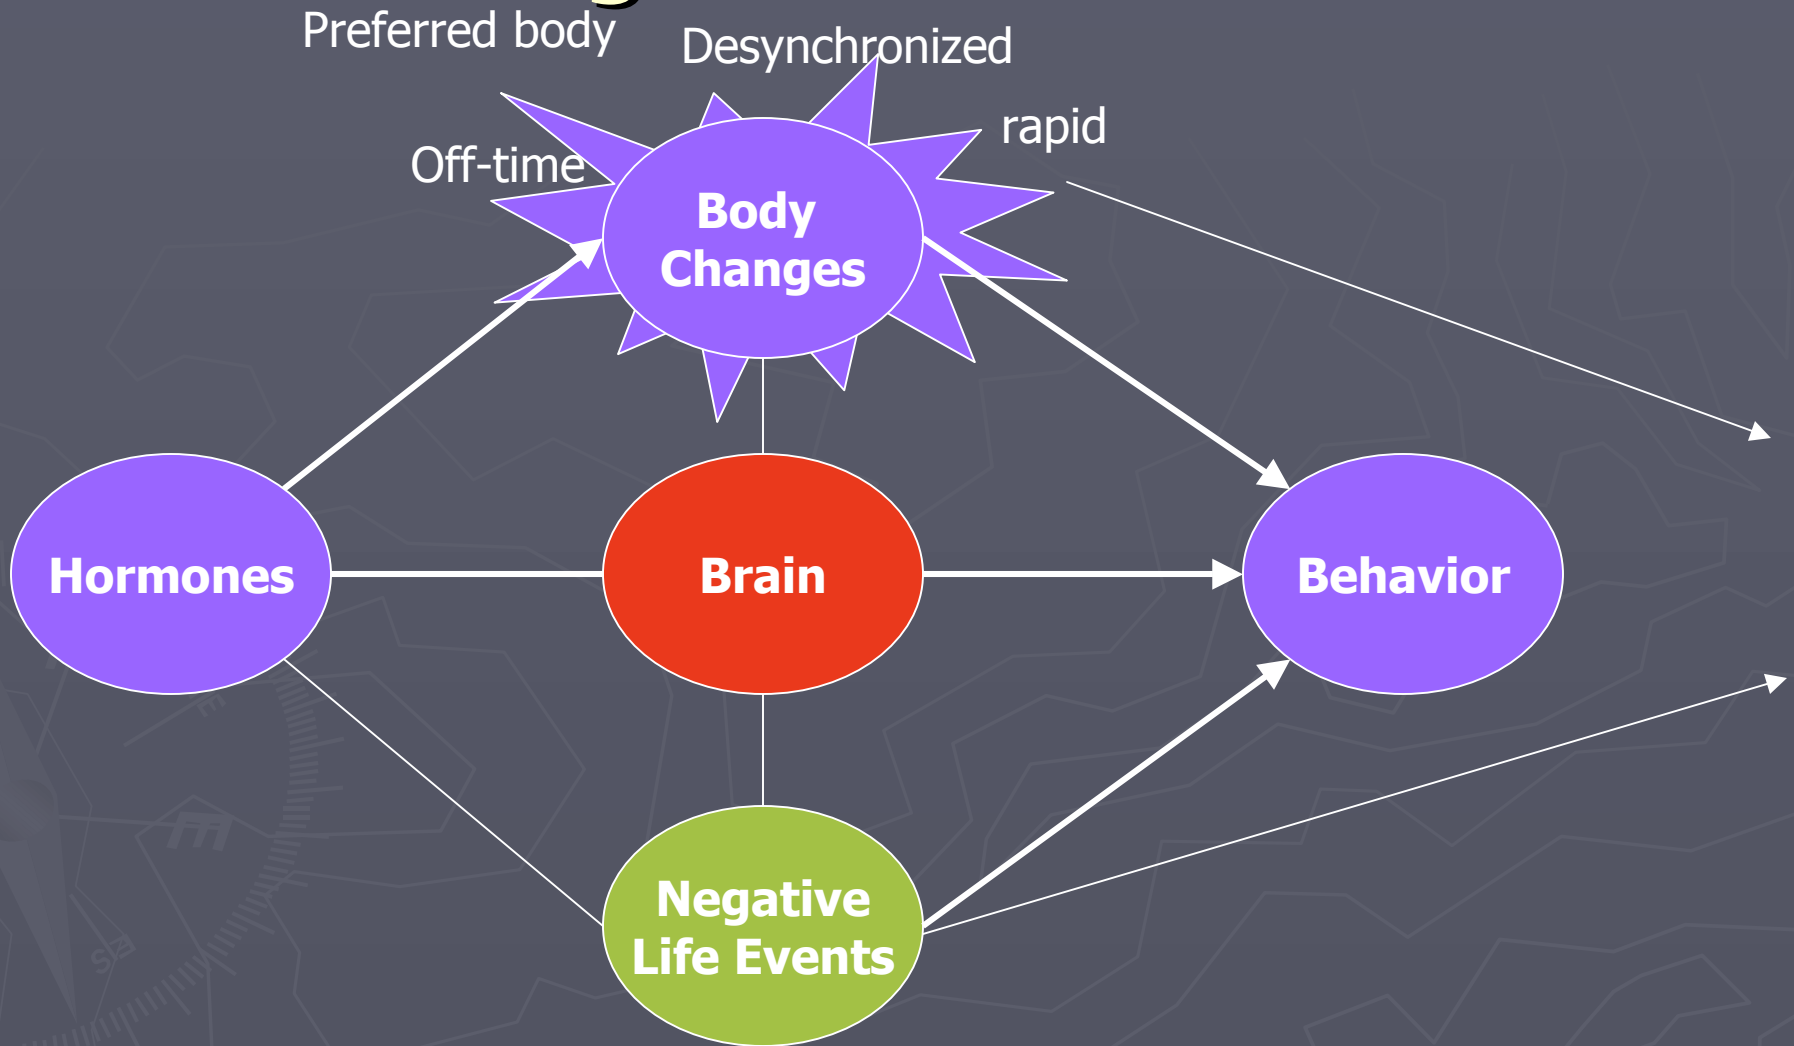 Preferred body
Desynchronized
rapid
Off-time
Body
Changes
Hormones
Brain
Behavior
Negative
Life Events